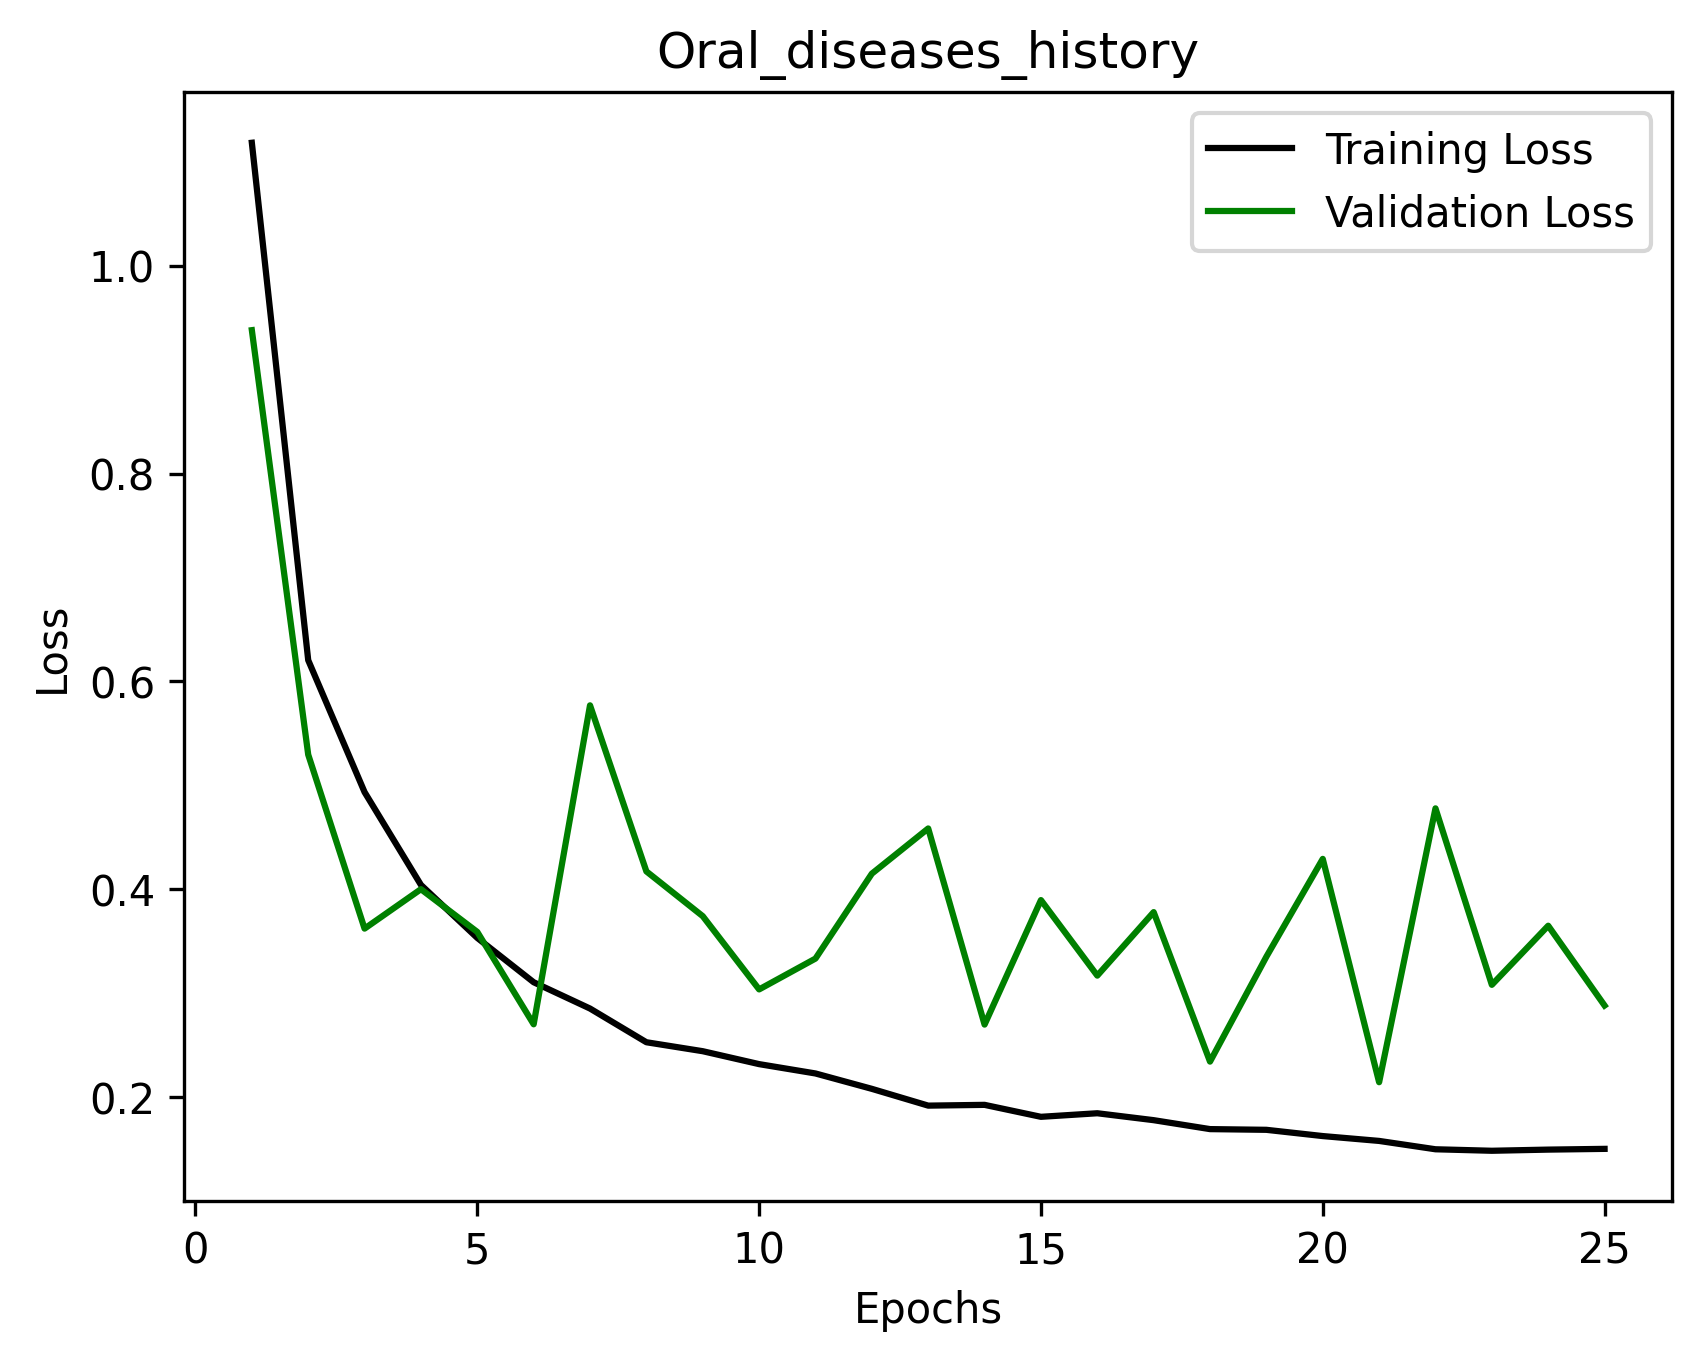 Oral_diseases_history
Training Loss
Validation Loss
1.0
0.8
0.6
0.4
0.2
Loss
0 5 10 15 20 25
Epochs